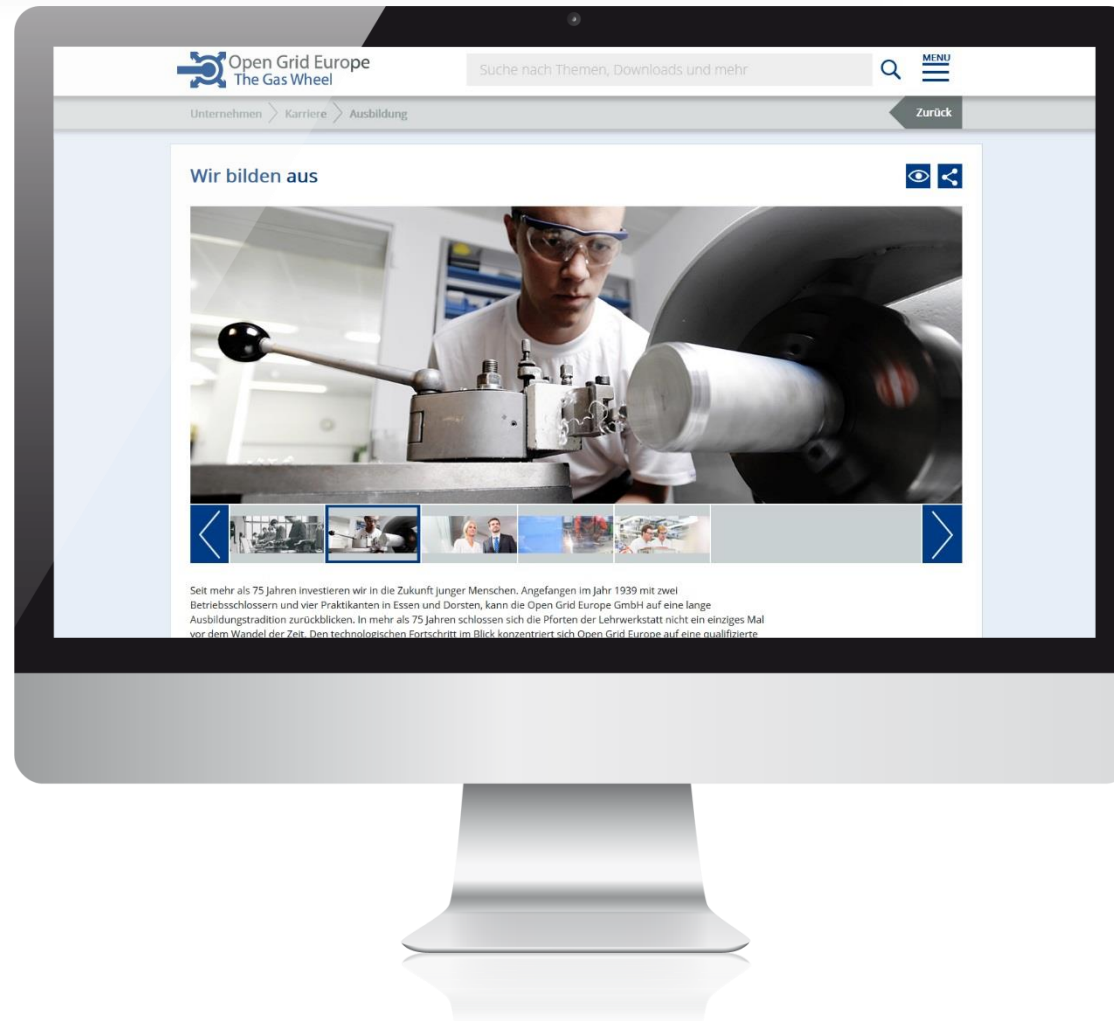 Open Grid Europe
The Gas Wheel
Suche nach Themen, Downloads und mehr
MENU
Unternehmen
Karriere
Ausbildung
Zurück
Wir bilden aus
Seit mehr als 75 Jahren investieren wir in die Zukunft junger Menschen. Angefangen im Jahr 1939 mit zwei
Betriebsschlossern und vier Praktikanten in Essen und Dorsten, kann die Open Grid Europe GmbH auf eine lange
Ausbildungstradition zurückblicken. In mehr als 75 Jahren schlossen sich die Pforten der Lehrwerkstatt nicht ein einziges Mal
vor dem Wandel der Zeit. Den technologischen Fortschritt im Blick konzentriert sich Open Grid Europe auf eine qualifizierte